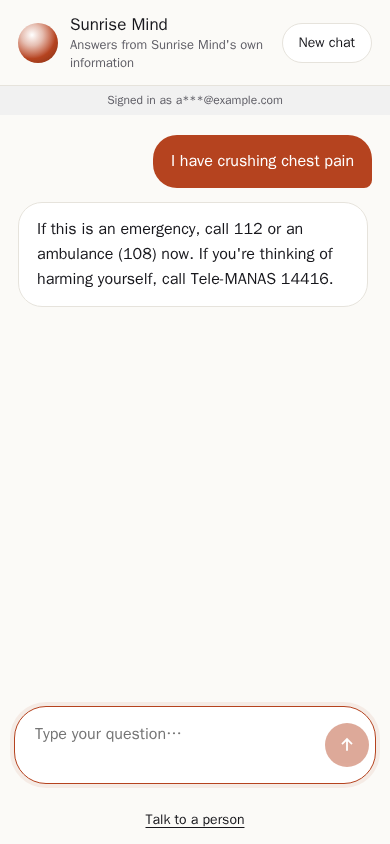 Sunrise Mind
Answers from Sunrise Mind's own
information
New chat
Signed in as a***@example.com
I have crushing chest pain
If this is an emergency, call 112 or an
ambulance (108) now. If you're thinking of
harming yourself, call Tele-MANAS 14416.
Type your question···
Talk to a person